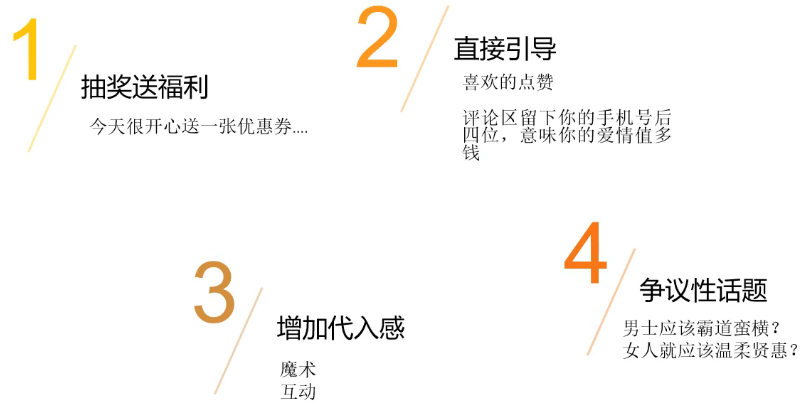 1
抽奖送福利
今天很开心送一张优惠券....
2
直接引导
喜欢的点赞
评论区留下你的手机号后
四位，意味你的爱情值多
钱
3
增加代入感
魔术
互动
4
争议性话题
男士应该霸道蛮横？
女人就应该温柔贤惠？